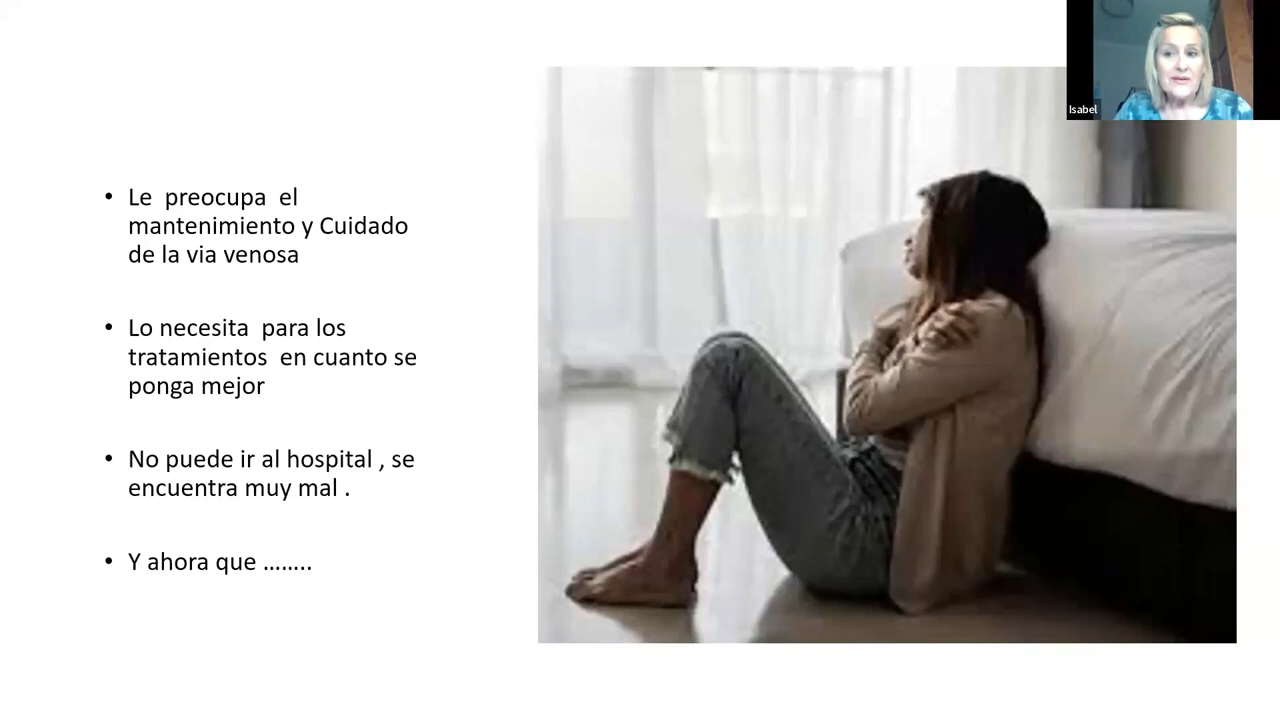 • Le  preocupa  el
mantenimiento y Cuidado
de la via venosa
• Lo necesita  para los
tratamientos  en cuanto se
ponga mejor
• No puede ir al hospital , se
encuentra muy mal .
• Y ahora que ……..
Isabel